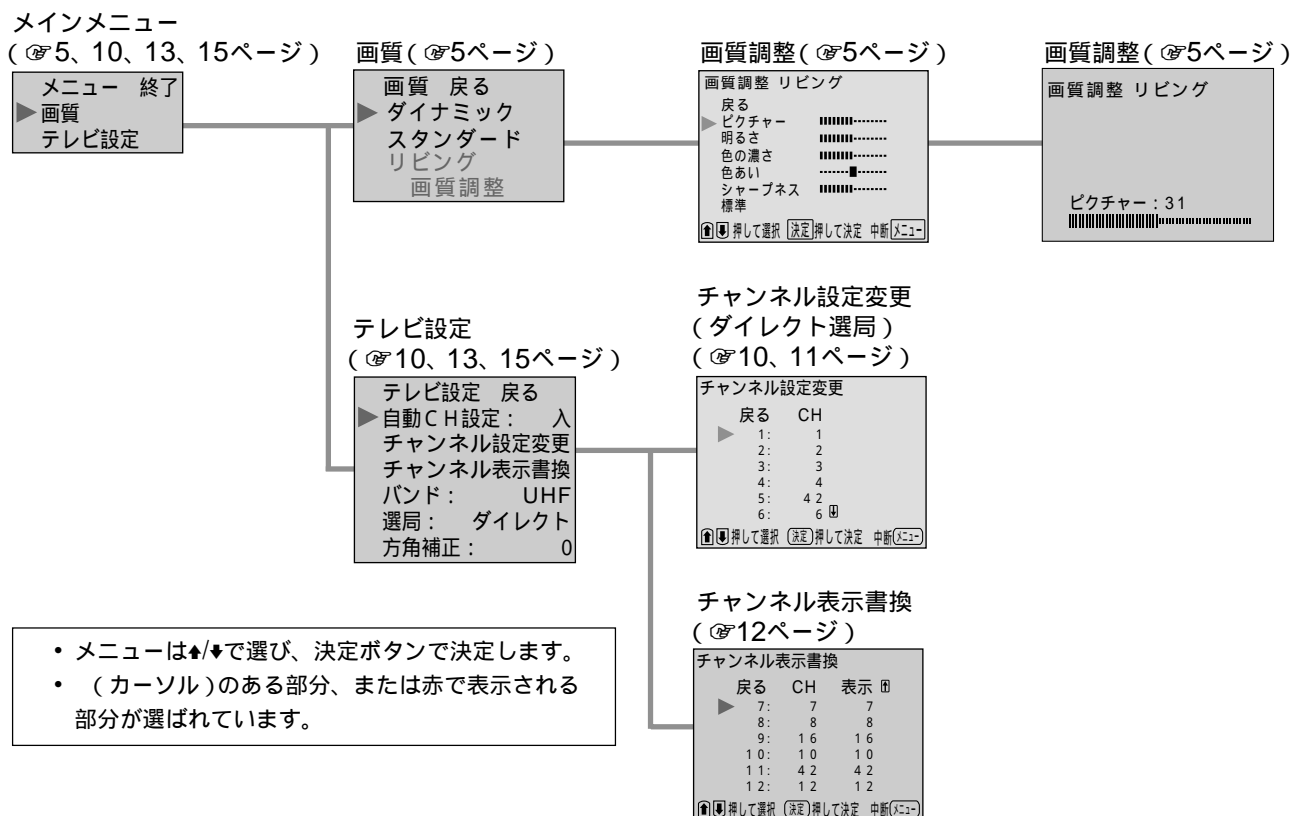 メインメニュー
(☞5、10、13、15ページ)
メニュー 終了
▶画質
テレビ設定
画質(☞5ページ)
画質 戻る
▶ダイナミック
スタンダード
リビング
画質調整
画質調整(☞5ページ)
画質調整 リビング
戻る
▶ピクチャー
明るさ
色の濃さ
色あい
シャープネス
標準
⬆⬇押して選択 決定押して決定 中断メニュー
画質調整(☞5ページ)
画質調整 リビング
ピクチャー:31
テレビ設定
(☞10、13、15ページ)
テレビ設定 戻る
▶自動CH設定: 入
チャンネル設定変更
チャンネル表示書換
バンド: UHF
選局: ダイレクト
方角補正: 0
チャンネル設定変更
(ダイレクト選局)
(☞10、11ページ)
チャンネル設定変更
戻る CH
▶ 1: 1
2: 2
3: 3
4: 4
5: 42
6: 6 ⬇
⬆⬇押して選択 決定押して決定 中断メニュー
チャンネル表示書換
(☞12ページ)
チャンネル表示書換
戻る CH 表示 ⬆
▶ 7: 7 7
8: 8 8
9: 16 16
10: 10 10
11: 42 42
12: 12 12
⬆⬇押して選択 決定押して決定 中断メニュー
• メニューは⬆/⬇で選び、決定ボタンで決定します。
• (カーソル)のある部分、または赤で表示される
部分が選ばれています。